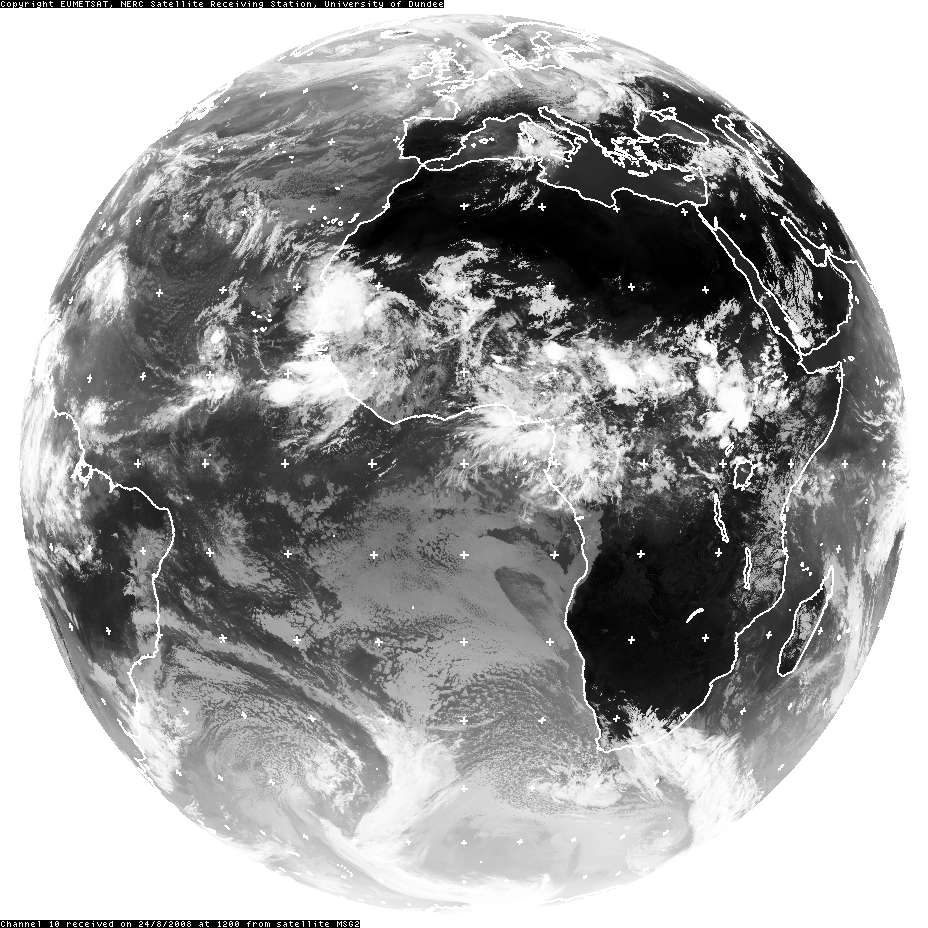 Copyright EUMETSAT, NERC Satellite Receiving Station, University of Dundee
Channel 10 received on 24/8/2008 at 1200 from satellite MSG2